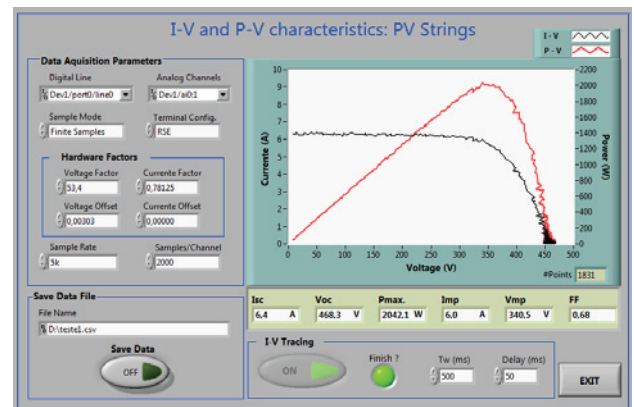 I-V and P-V characteristics: PV Strings
I - V
P - V
Data Aquisition Parameters
Digital Line
Analog Channels
Dev1/port0/line0
Dev1/ai0:1
Sample Mode
Terminal Config.
Finite Samples
RSE
Hardware Factors
Voltage Factor
Currente Factor
53,4
0,78125
Voltage Offset
Currente Offset
0,00303
0,00000
Sample Rate
Samples/Channel
5k
2000
Currente (A)
10
9
8
7
6
5
4
3
2
1
0
0 50 100 150 200 250 300 350 400 450 500
Voltage (V)
2200
2000
1800
1600
1400
1200
1000
800
600
400
200
0
Power (W)
#Points 1831
Save Data File
File Name
D:\teste1.csv
Save Data
OFF
Isc Voc Pmax. Imp Vmp FF
6,4 A 468,3 V 2042,1 W 6,0 A 340,5 V 0,68
I-V Tracing
ON
Finish ?
Tw (ms)
500
Delay (ms)
50
EXIT